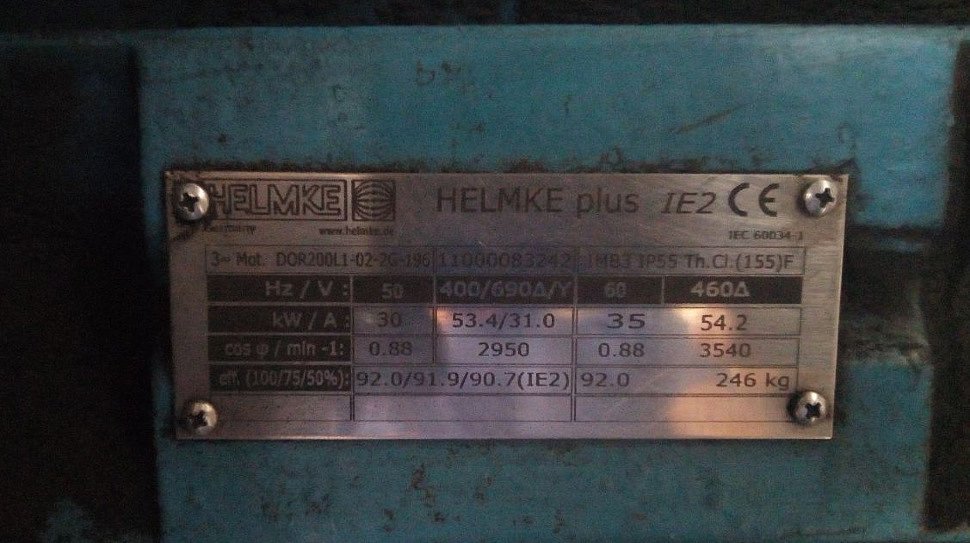 HELMKE HELMKE plus IE2 CE
Germany www.helmke.de IEC 60034-1
3~ Mot. DOR200L1-02-2G-196 11000083242 IMB3 IP55 Th.Cl.(155)F
Hz / V : 50 400/690Δ/Y 60 460Δ
kW / A : 30 53.4/31.0 35 54.2
cos φ / min -1: 0.88 2950 0.88 3540
eff. (100/75/50%): 92.0/91.9/90.7(IE2) 92.0 246 kg